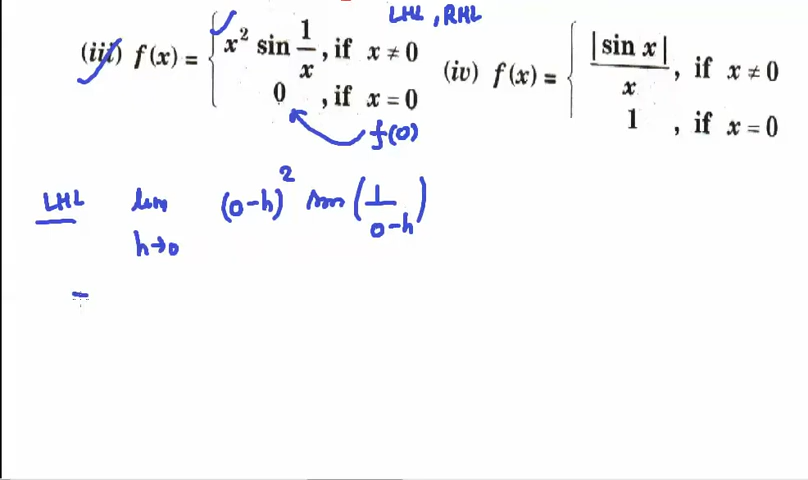 LHL, RHL
(iii) f(x) = { x² sin 1/x, if x ≠ 0
0 , if x = 0
f(0)
(iv) f(x) = { |sin x|/x, if x ≠ 0
1 , if x = 0
LHL lim h→0 (0-h)² sin (1/(0-h))
=